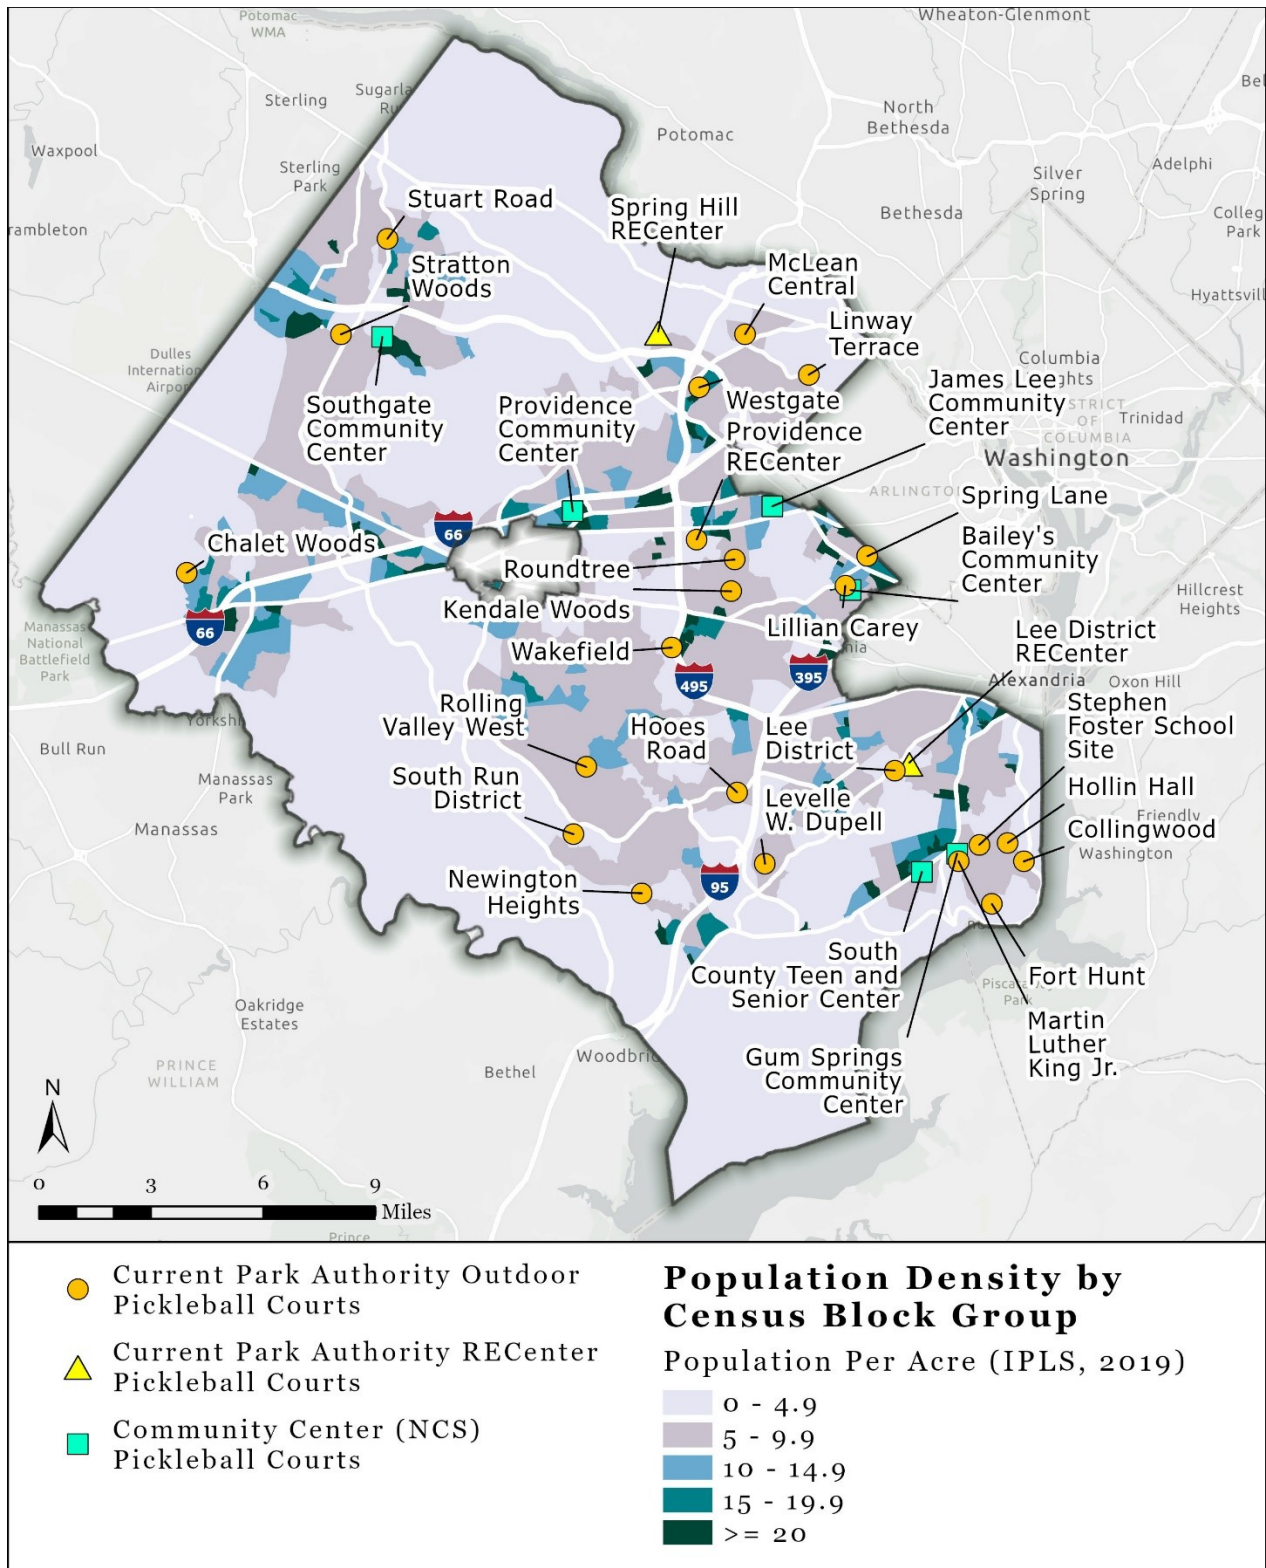 Potomac
WMA
Wheaton-Glenmont
Sterling
North
Bethesda
Potomac
Waxpool
Sterling
Park
Adelphi
Silver
Spring
Stuart Road
Spring Hill
RECenter
Bethesda
College
Park
Stratton
Woods
McLean
Central
Linway
Terrace
Dulles
International
Airport
James Lee
Community
Center
Trinidad
Southgate
Community
Center
Providence
Community
Center
Westgate
Providence
RECenter
Washington
ARLINGTON
Spring Lane
66
Chalet Woods
Bailey's
Community
Center
Roundtree
Kendale Woods
Hillcrest
Heights
66
Lillian Carey
Lee District
RECenter
Manassas
National
Battlefield
Park
Wakefield
495
395
Alexandria
Oxon Hill
Rolling
Valley West
Hooes
Road
Lee
District
Stephen
Foster School
Site
Bull Run
South Run
District
Manassas
Park
Levelle
W. Dupell
Hollin Hall
Friendly
Manassas
Collingwood
Washington
95
Newington
Heights
South
County Teen and
Senior Center
Fort Hunt
Park
Oakridge
Estates
Martin
Luther
King Jr.
Gum Springs
Community
Center
PRINCE
WILLIAM
Bethel
N
0 3 6 9
Miles
Prince
Current Park Authority Outdoor
Pickleball Courts
Current Park Authority RECenter
Pickleball Courts
Community Center (NCS)
Pickleball Courts
Population Density by
Census Block Group
Population Per Acre (IPLS, 2019)
0 - 4.9
5 - 9.9
10 - 14.9
15 - 19.9
>= 20